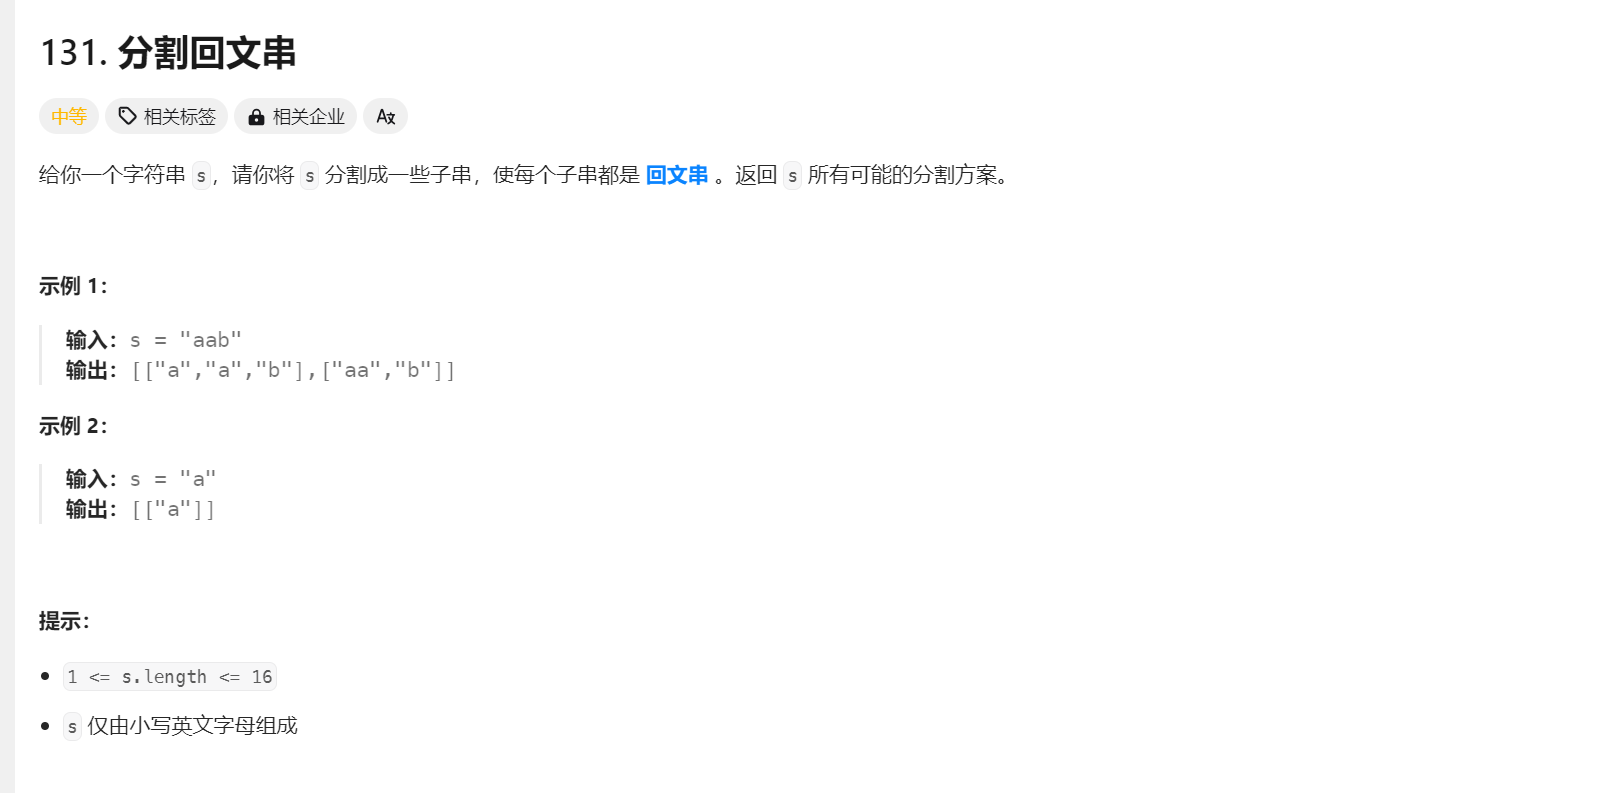 131. 分割回文串
中等 相关标签 相关企业 A文
给你一个字符串 s，请你将 s 分割成一些子串，使每个子串都是 回文串 。返回 s 所有可能的分割方案。
示例 1：
输入：s = "aab"
输出：[["a","a","b"],["aa","b"]]
示例 2：
输入：s = "a"
输出：[["a"]]
提示：
1 <= s.length <= 16
s 仅由小写英文字母组成